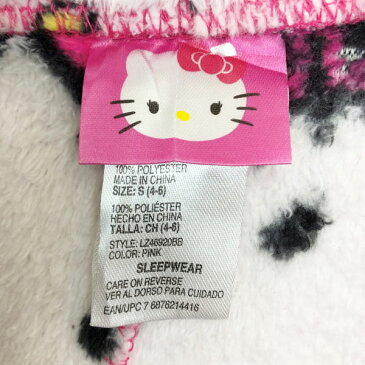 100% POLYESTER
MADE IN CHINA
SIZE: S (4-6)
100% POLIÉSTER
HECHO EN CHINA
TALLA: CH (4-6)
STYLE: LZ46920BB
COLOR: PINK
SLEEPWEAR
CARE ON REVERSE
VER AL DORSO PARA CUIDADO
EAN/UPC 7 6876214416